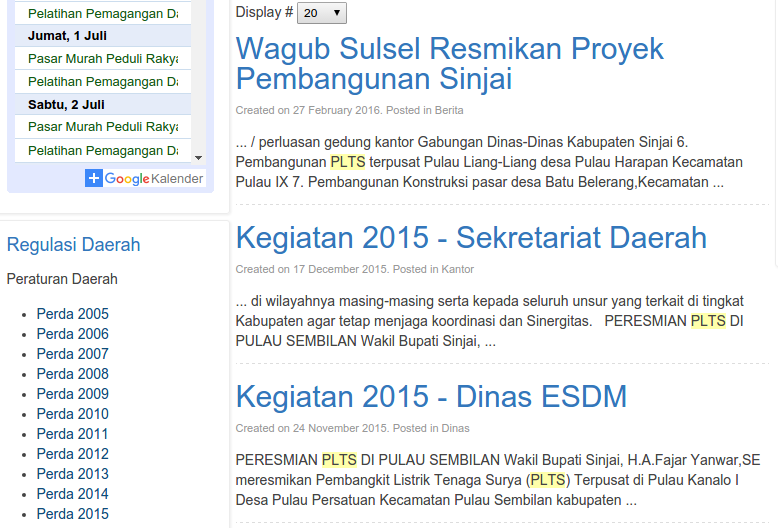 Pelatihan Pemagangan Da
Jumat, 1 Juli
Pasar Murah Peduli Rakya
Pelatihan Pemagangan Da
Sabtu, 2 Juli
Pasar Murah Peduli Rakya
Pelatihan Pemagangan Da
Google Kalender
Regulasi Daerah
Peraturan Daerah
Perda 2005
Perda 2006
Perda 2007
Perda 2008
Perda 2009
Perda 2010
Perda 2011
Perda 2012
Perda 2013
Perda 2014
Perda 2015
Display # 20
Wagub Sulsel Resmikan Proyek
Pembangunan Sinjai
Created on 27 February 2016. Posted in Berita
... / perluasan gedung kantor Gabungan Dinas-Dinas Kabupaten Sinjai 6.
Pembangunan PLTS terpusat Pulau Liang-Liang desa Pulau Harapan Kecamatan
Pulau IX 7. Pembangunan Konstruksi pasar desa Batu Belerang,Kecamatan ...
Kegiatan 2015 - Sekretariat Daerah
Created on 17 December 2015. Posted in Kantor
... di wilayahnya masing-masing serta kepada seluruh unsur yang terkait di tingkat
Kabupaten agar tetap menjaga koordinasi dan Sinergitas. PERESMIAN PLTS DI
PULAU SEMBILAN Wakil Bupati Sinjai, ...
Kegiatan 2015 - Dinas ESDM
Created on 24 November 2015. Posted in Dinas
PERESMIAN PLTS DI PULAU SEMBILAN Wakil Bupati Sinjai, H.A.Fajar Yanwar,SE
meresmikan Pembangkit Listrik Tenaga Surya (PLTS) Terpusat di Pulau Kanalo I
Desa Pulau Persatuan Kecamatan Pulau Sembilan kabupaten ...